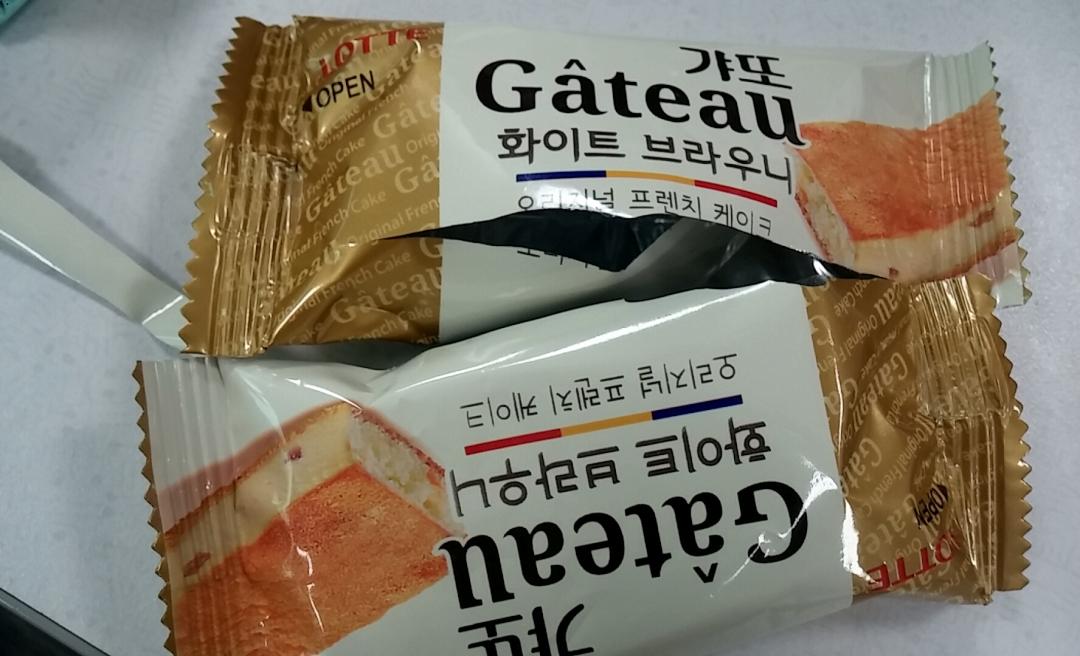 LOTTE
OPEN
갸또
Gâteau
화이트 브라우니
오리지널 프렌치 케이크
Gâteau
Original French Cake
갸또
Gâteau
화이트 브라우니
오리지널 프렌치 케이크
OPEN
LOTTE